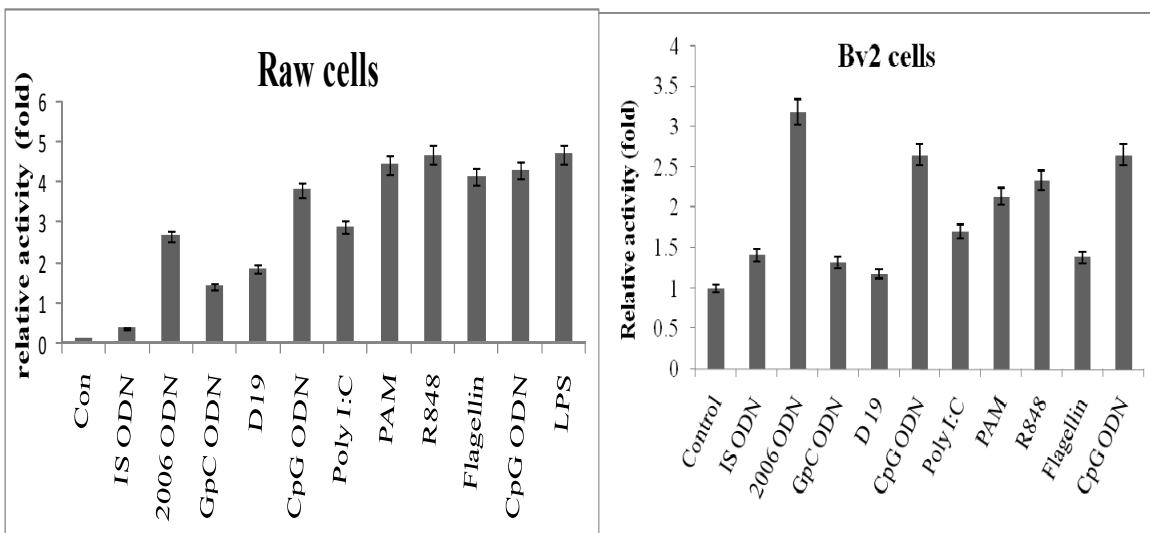 Raw cells
relative activity (fold)
6
5
4
3
2
1
0
Con
IS ODN
2006 ODN
GpC ODN
D19
CpG ODN
Poly I:C
PAM
R848
Flagellin
CpG ODN
LPS
Bv2 cells
Relative activity (fold)
4
3.5
3
2.5
2
1.5
1
0.5
0
Control
IS ODN
2006 ODN
GpC ODN
D 19
CpG ODN
Poly I:C
PAM
R848
Flagellin
CpG ODN